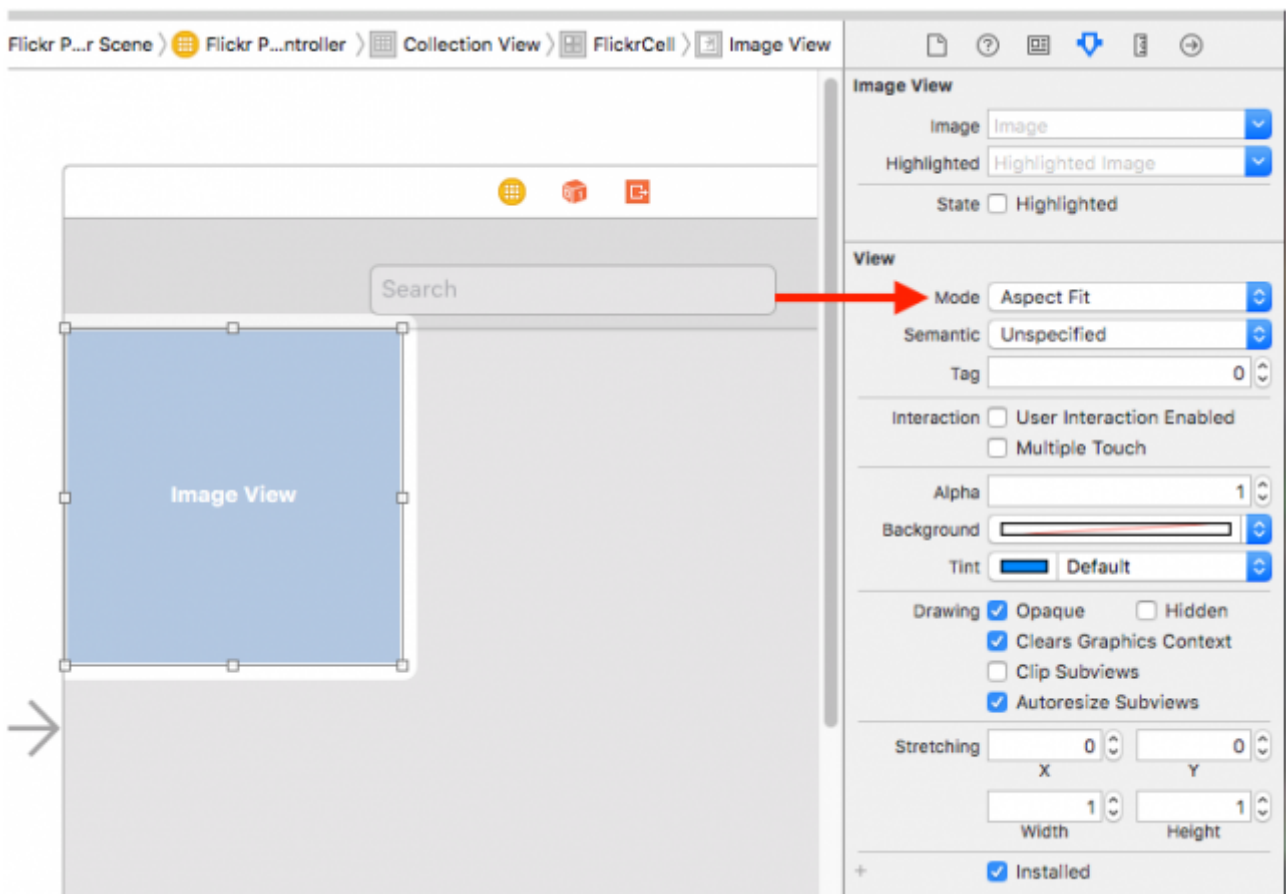 Flickr P...r Scene 〉 Flickr P...ntroller 〉 Collection View 〉 FlickrCell 〉 Image View
Search
Image View
Image View
Image Image
Highlighted Highlighted Image
State Highlighted
View
Mode Aspect Fit
Semantic Unspecified
Tag 0
Interaction User Interaction Enabled
Multiple Touch
Alpha 1
Background
Tint Default
Drawing Opaque Hidden
Clears Graphics Context
Clip Subviews
Autoresize Subviews
Stretching 0 0
X Y
1 1
Width Height
+ Installed